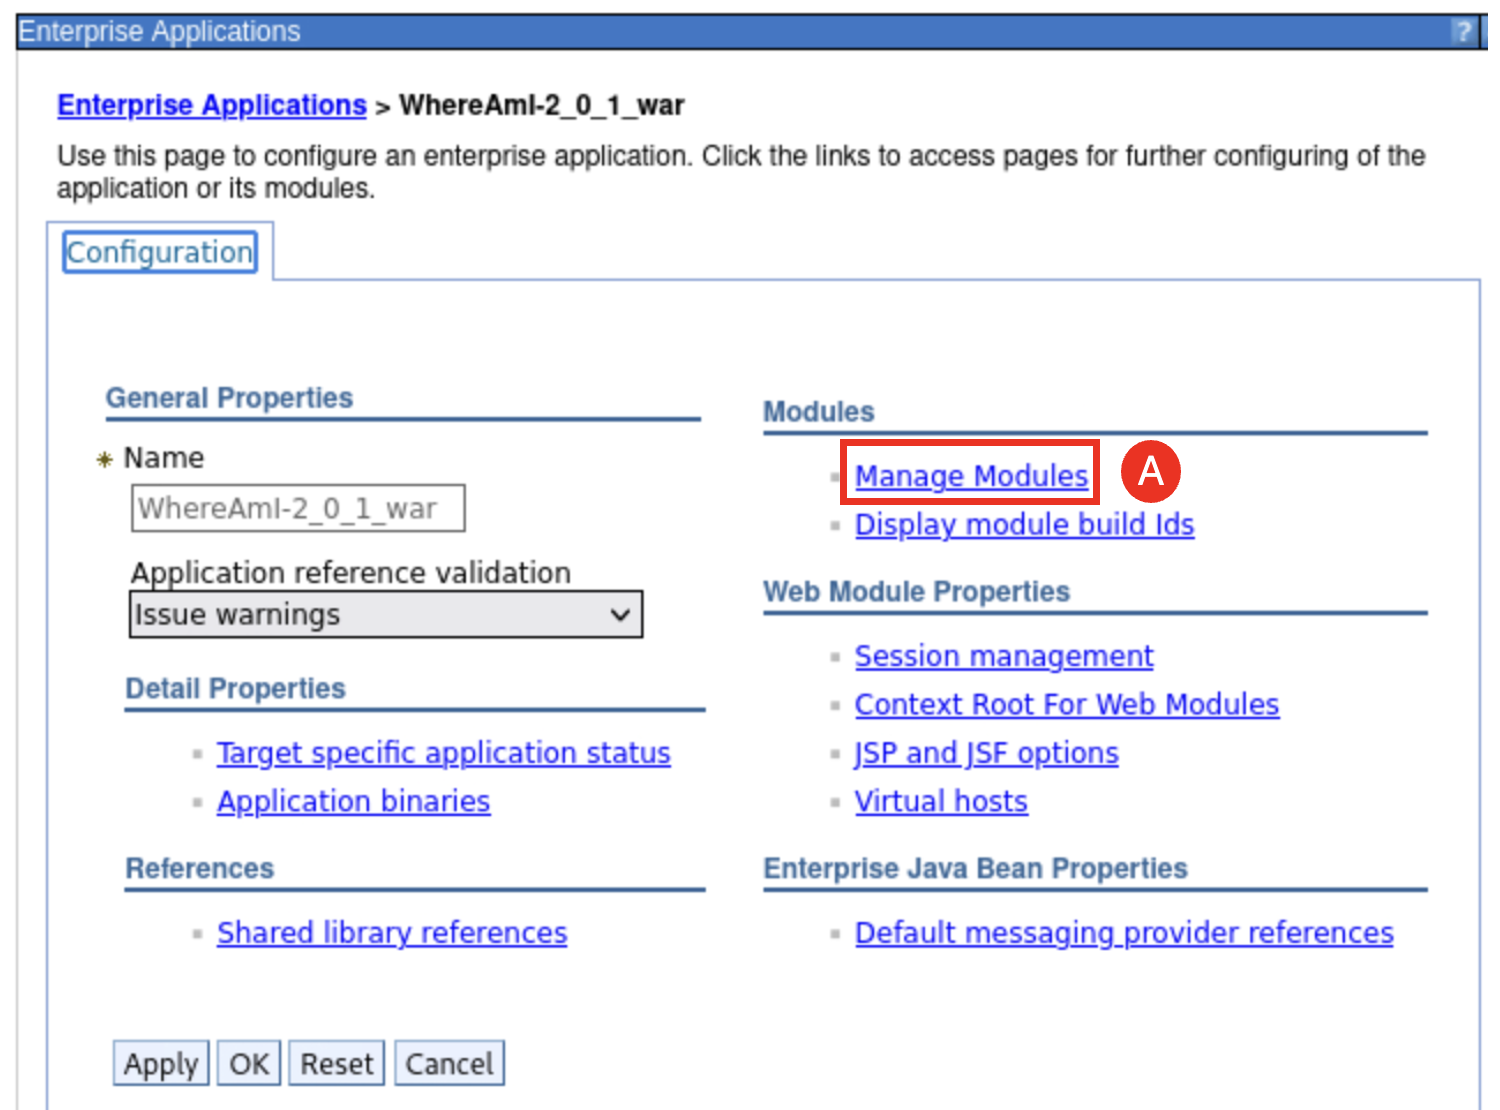 Enterprise Applications
?
Enterprise Applications > WhereAmI-2_0_1_war
Use this page to configure an enterprise application. Click the links to access pages for further configuring of the
application or its modules.
Configuration
General Properties
Name
WhereAmI-2_0_1_war
Application reference validation
Issue warnings
Detail Properties
Target specific application status
Application binaries
References
Shared library references
Modules
Manage Modules
A
Display module build Ids
Web Module Properties
Session management
Context Root For Web Modules
JSP and JSF options
Virtual hosts
Enterprise Java Bean Properties
Default messaging provider references
Apply OK Reset Cancel